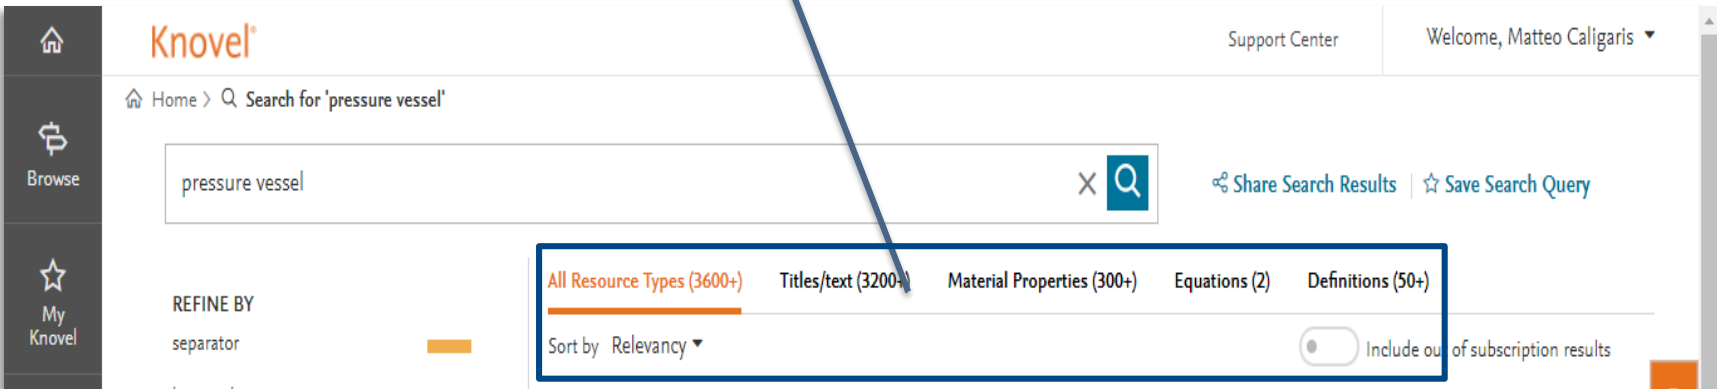 Knovel®
Support Center
Welcome, Matteo Caligaris
Home > Search for 'pressure vessel'
Browse
pressure vessel
Share Search Results
Save Search Query
My
Knovel
REFINE BY
separator
All Resource Types (3600+)
Titles/text (3200+)
Material Properties (300+)
Equations (2)
Definitions (50+)
Sort by Relevancy
Include out of subscription results